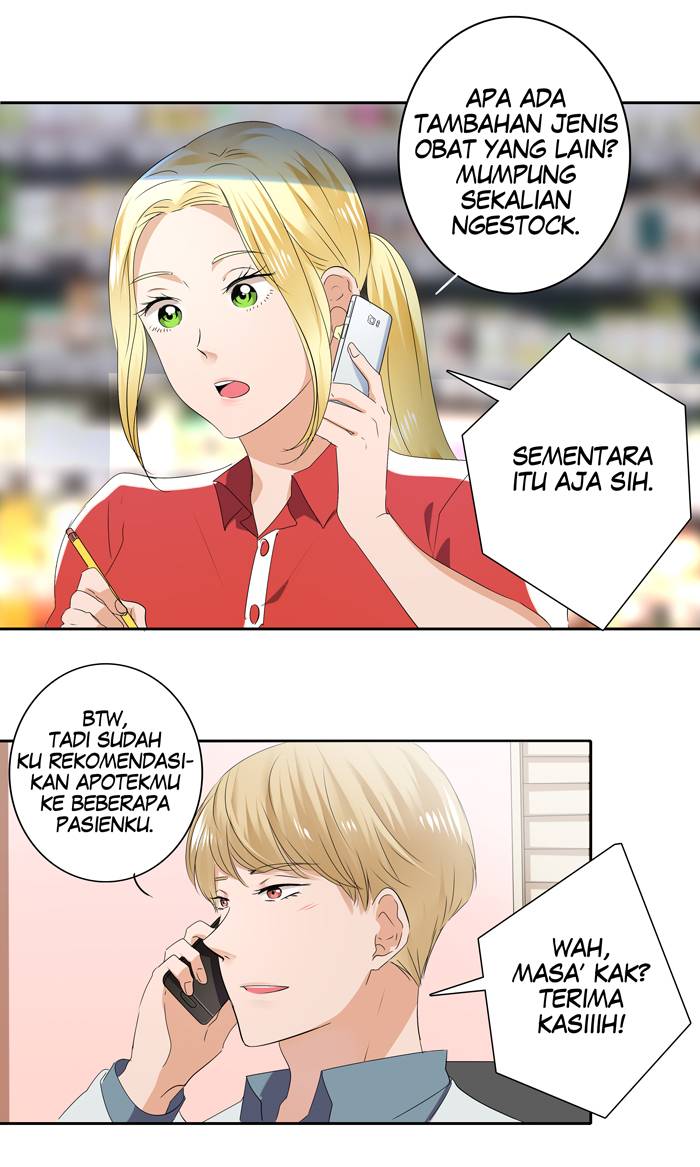 APA ADA
TAMBAHAN JENIS
OBAT YANG LAIN?
MUMPUNG
SEKALIAN
NGESTOCK.
SEMENTARA
ITU AJA SIH.
BTW,
TADI SUDAH
KU REKOMENDASI-
KAN APOTEKMU
KE BEBERAPA
PASIENKU.
WAH,
MASA' KAK?
TERIMA
KASIIIH!